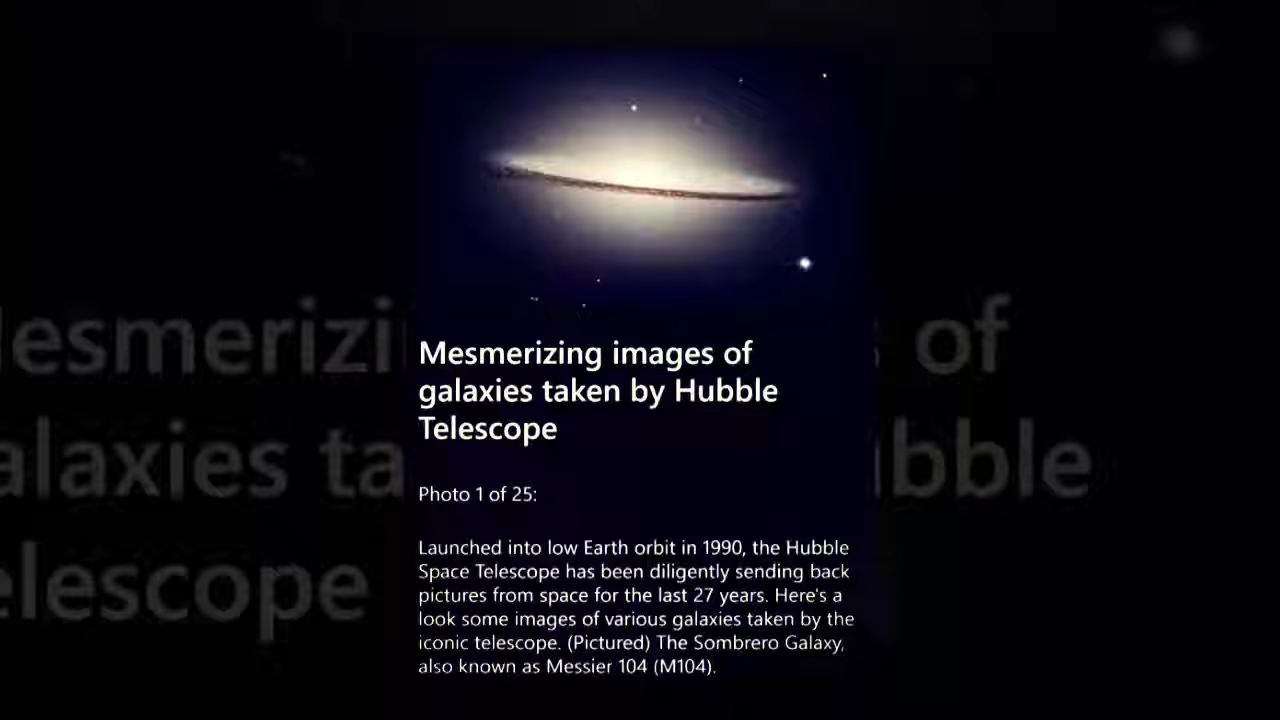 Mesmerizing images of
galaxies taken by Hubble
Telescope
Photo 1 of 25:
Launched into low Earth orbit in 1990, the Hubble
Space Telescope has been diligently sending back
pictures from space for the last 27 years. Here's a
look some images of various galaxies taken by the
iconic telescope. (Pictured) The Sombrero Galaxy,
also known as Messier 104 (M104).